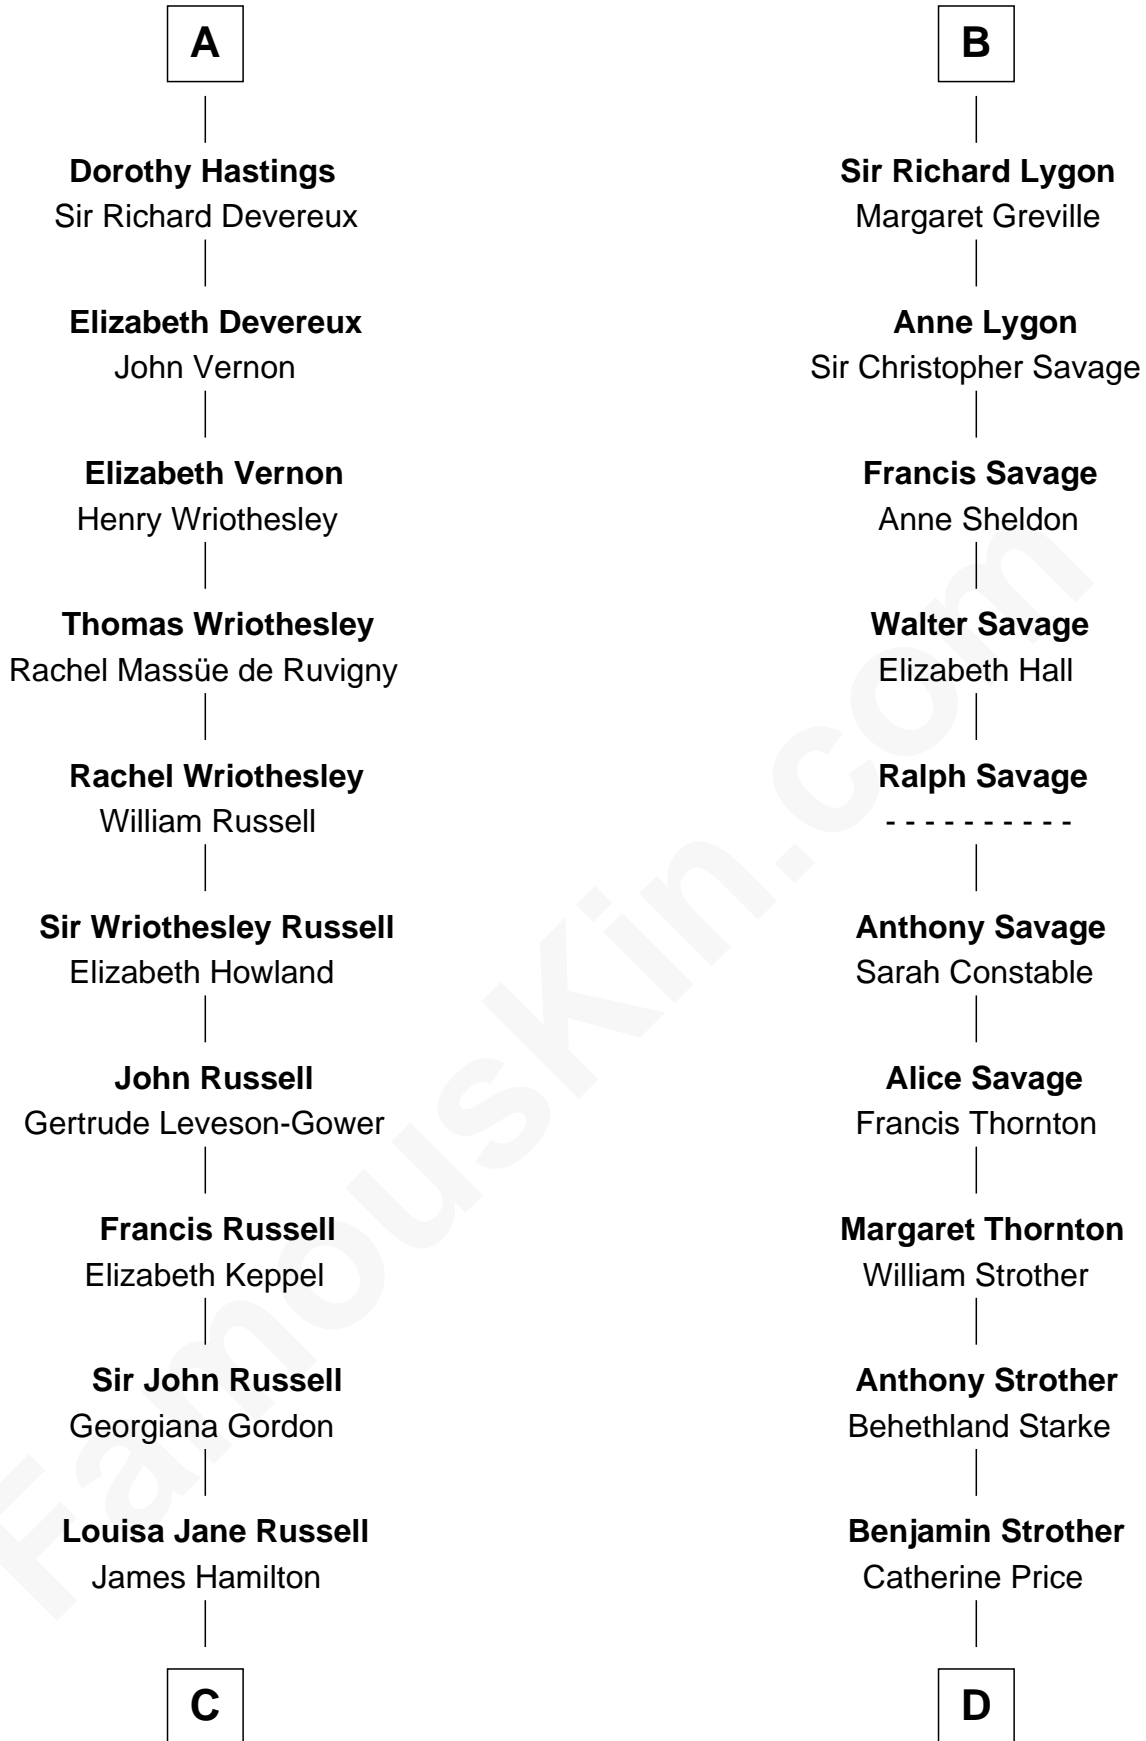 A
Dorothy Hastings
Sir Richard Devereux
Elizabeth Devereux
John Vernon
Elizabeth Vernon
Henry Wriothesley
Thomas Wriothesley
Rachel Massüe de Ruvigny
Rachel Wriothesley
William Russell
Sir Wriothesley Russell
Elizabeth Howland
John Russell
Gertrude Leveson-Gower
Francis Russell
Elizabeth Keppel
Sir John Russell
Georgiana Gordon
Louisa Jane Russell
James Hamilton
C
B
Sir Richard Lygon
Margaret Greville
Anne Lygon
Sir Christopher Savage
Francis Savage
Anne Sheldon
Walter Savage
Elizabeth Hall
Ralph Savage
- - - - - - - - - -
Anthony Savage
Sarah Constable
Alice Savage
Francis Thornton
Margaret Thornton
William Strother
Anthony Strother
Behethland Starke
Benjamin Strother
Catherine Price
D
FamousKin.com